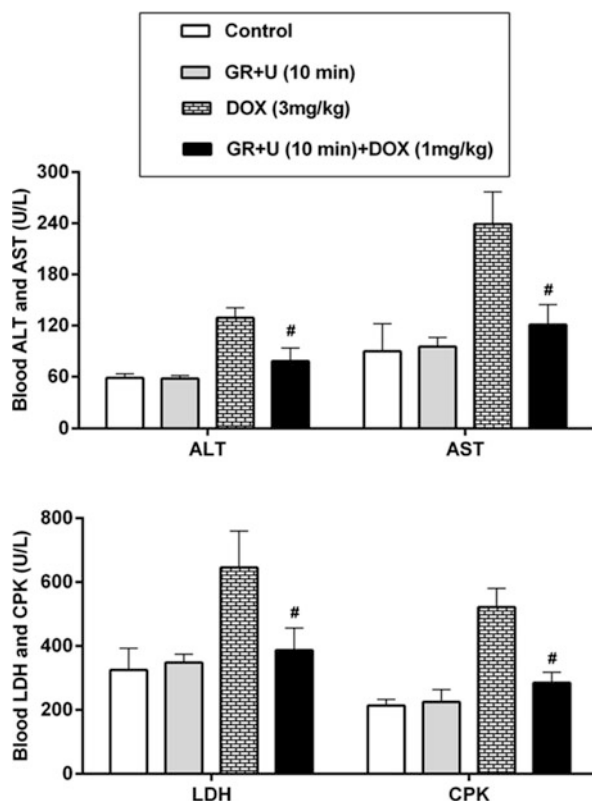 Control
GR+U (10 min)
DOX (3mg/kg)
GR+U (10 min)+DOX (1mg/kg)
Blood ALT and AST (U/L)
300
240
180
120
60
0
#
#
ALT
AST
Blood LDH and CPK (U/L)
800
600
400
200
0
#
#
LDH
CPK